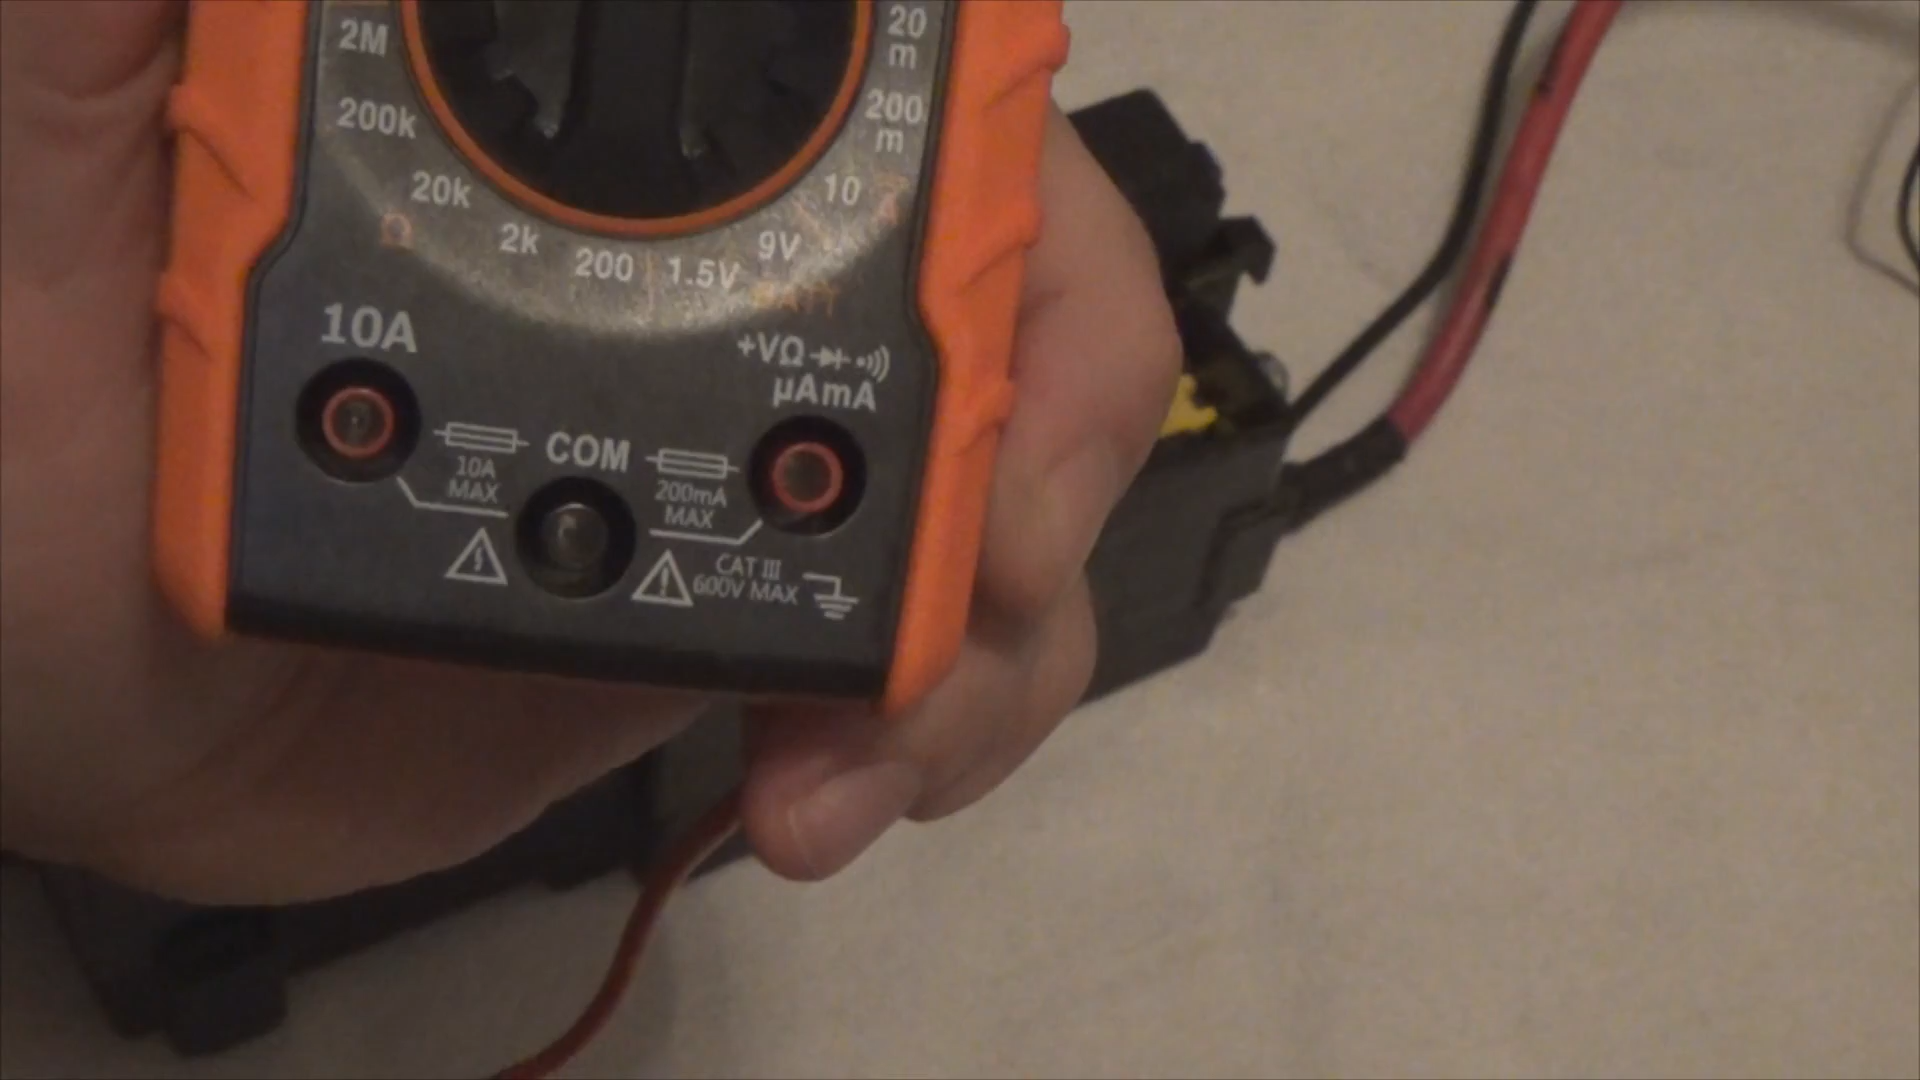 2M
20
m
200k
200
m
20k
10
Ω
2k
200
1.5V
9V
BATT
10A
+VΩ
µAmA
COM
10A
MAX
200mA
MAX
CAT III
600V MAX